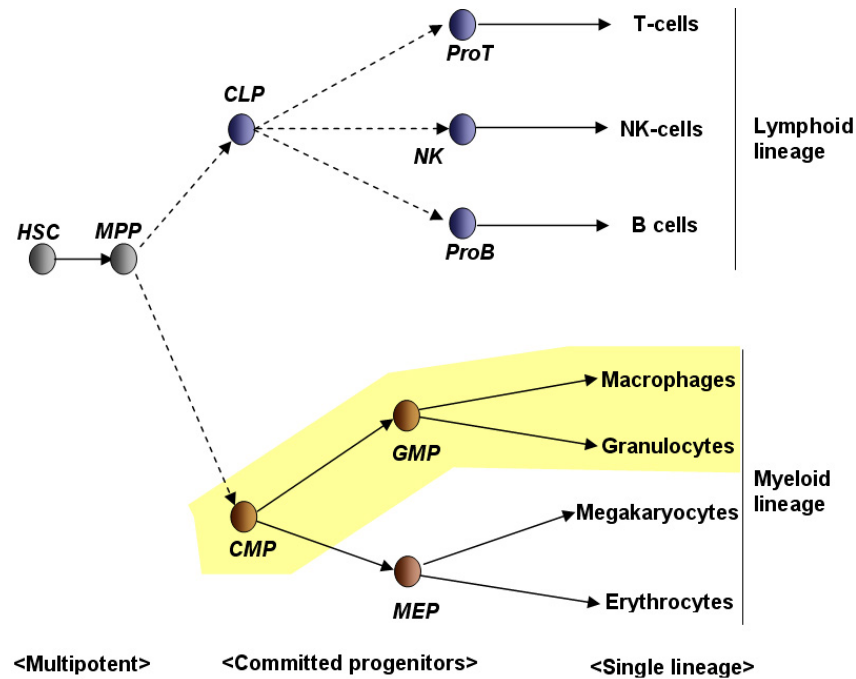 T-cells
ProT
CLP
NK-cells
NK
Lymphoid
lineage
B cells
ProB
HSC
MPP
Macrophages
GMP
Granulocytes
Myeloid
lineage
Megakaryocytes
CMP
MEP
Erythrocytes
<Multipotent>
<Committed progenitors>
<Single lineage>